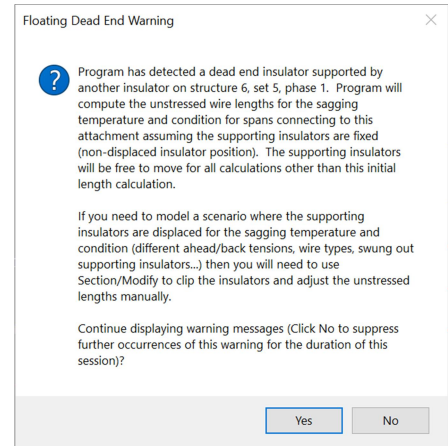 Floating Dead End Warning
Program has detected a dead end insulator supported by
another insulator on structure 6, set 5, phase 1.  Program will
compute the unstressed wire lengths for the sagging
temperature and condition for spans connecting to this
attachment assuming the supporting insulators are fixed
(non-displaced insulator position).  The supporting insulators
will be free to move for all calculations other than this initial
length calculation.
If you need to model a scenario where the supporting
insulators are displaced for the sagging temperature and
condition (different ahead/back tensions, wire types, swung out
supporting insulators...) then you will need to use
Section/Modify to clip the insulators and adjust the unstressed
lengths manually.
Continue displaying warning messages (Click No to suppress
further occurrences of this warning for the duration of this
session)?
Yes
No